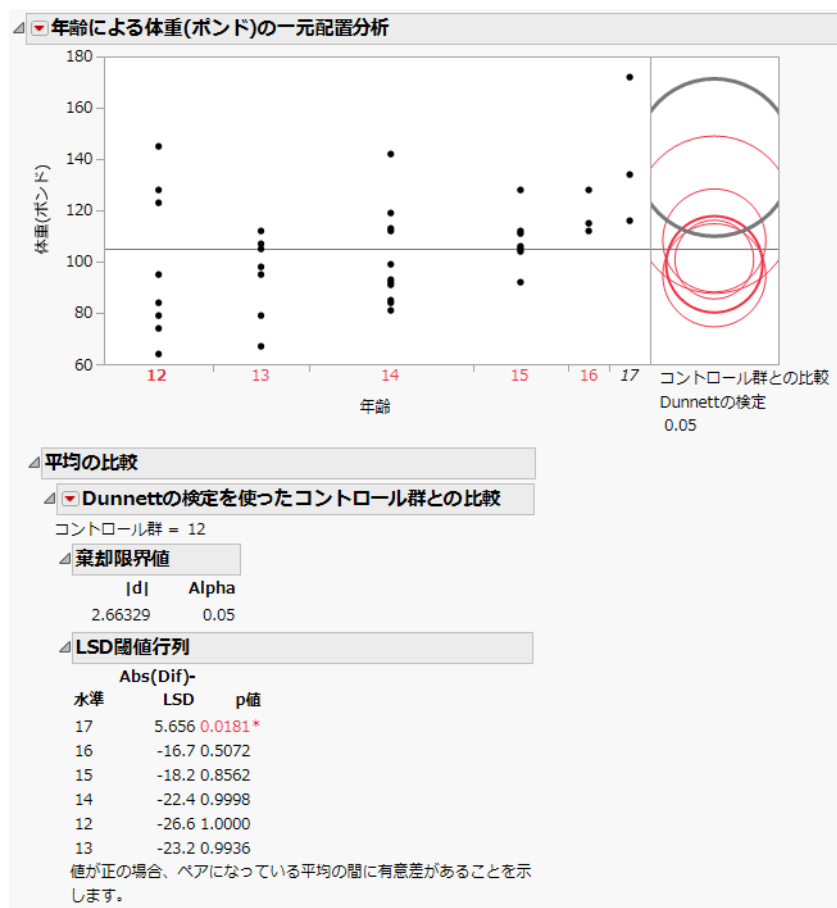 年齢による体重(ポンド)の一元配置分析
180
160
140
120
100
80
60
体重(ポンド)
12 13 14 15 16 17
年齢
コントロール群との比較
Dunnettの検定
0.05
平均の比較
Dunnettの検定を使ったコントロール群との比較
コントロール群 = 12
棄却限界値
|d| Alpha
2.66329 0.05
LSD閾値行列
Abs(Dif)-
水準 LSD p値
17 5.656 0.0181*
16 -16.7 0.5072
15 -18.2 0.8562
14 -22.4 0.9998
12 -26.6 1.0000
13 -23.2 0.9936
値が正の場合、ペアになっている平均の間に有意差があることを示
します。